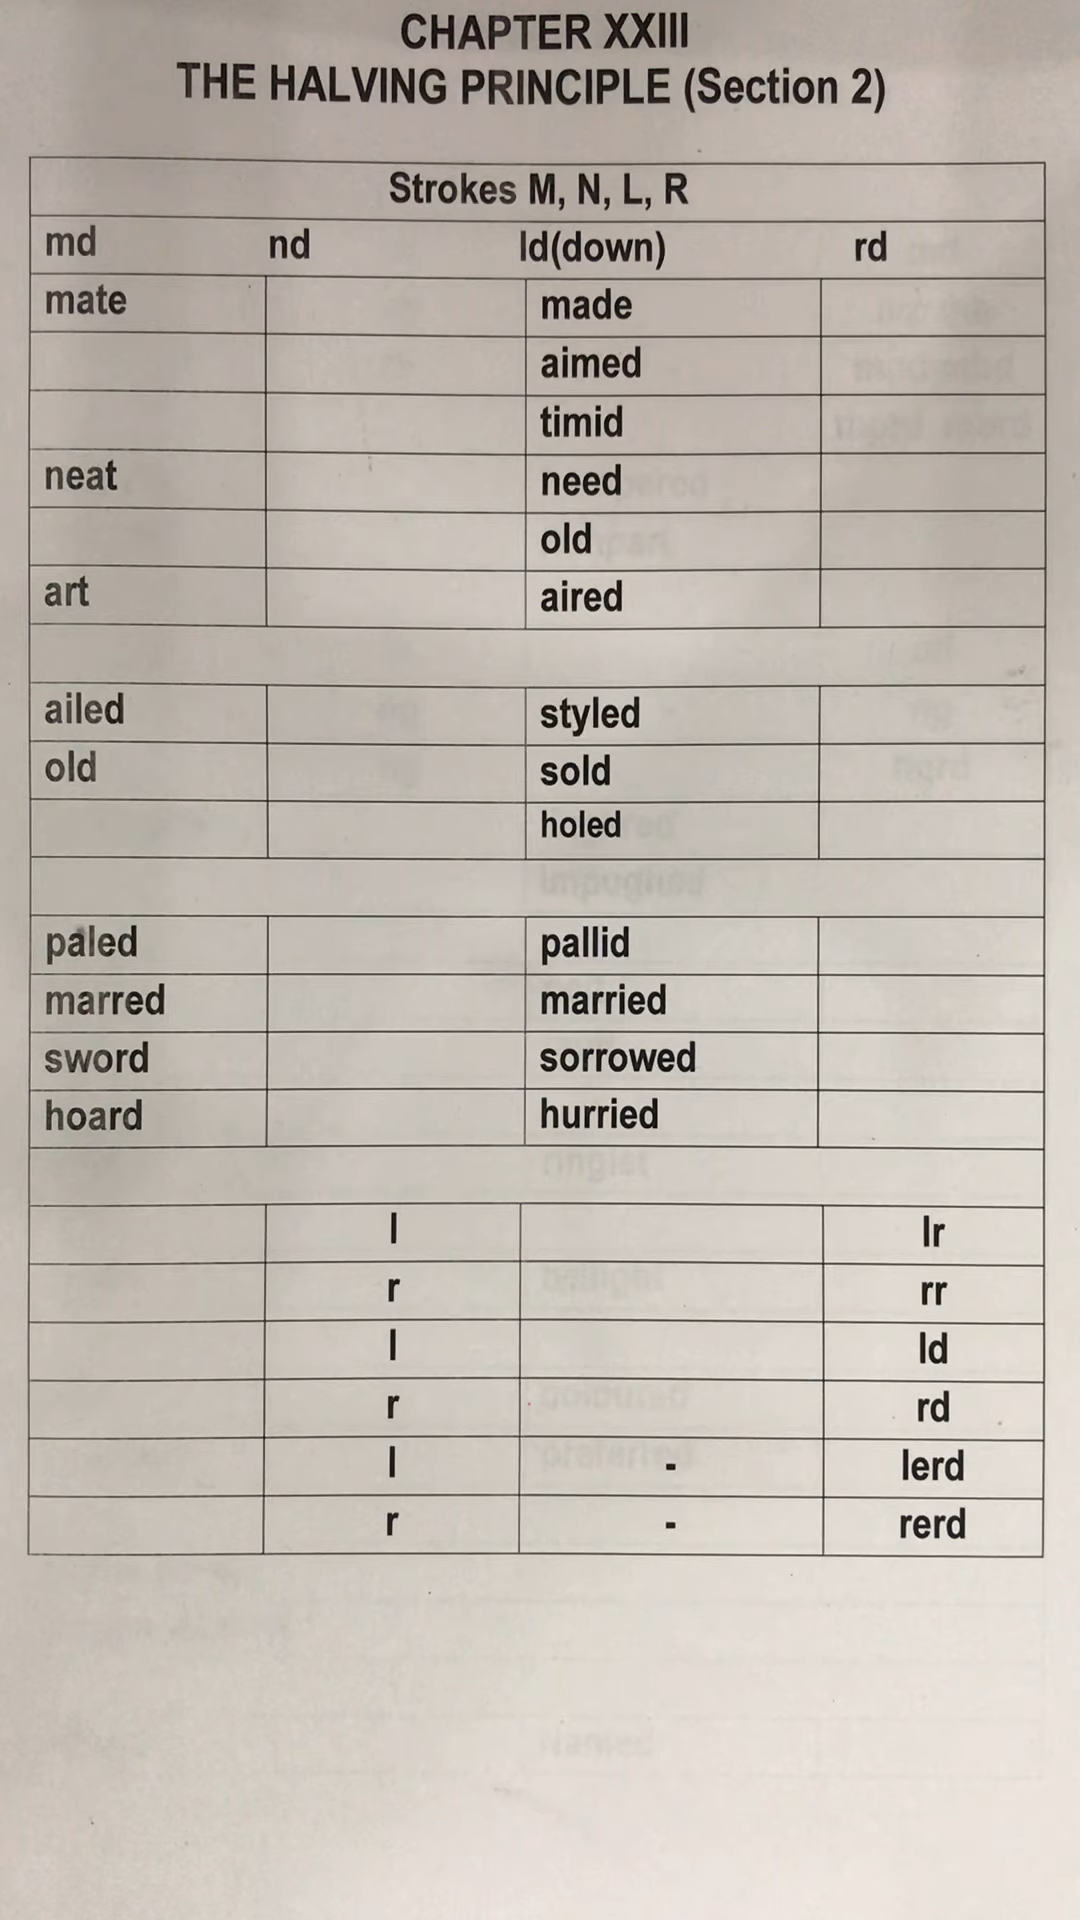 CHAPTER XXIII
THE HALVING PRINCIPLE (Section 2)
Strokes M, N, L, R
md nd ld(down) rd
mate made
aimed
timid
neat need
old
art aired
ailed styled
old sold
holed
paled pallid
marred married
sword sorrowed
hoard hurried
l lr
r rr
l ld
r rd
l - lerd
r - rerd